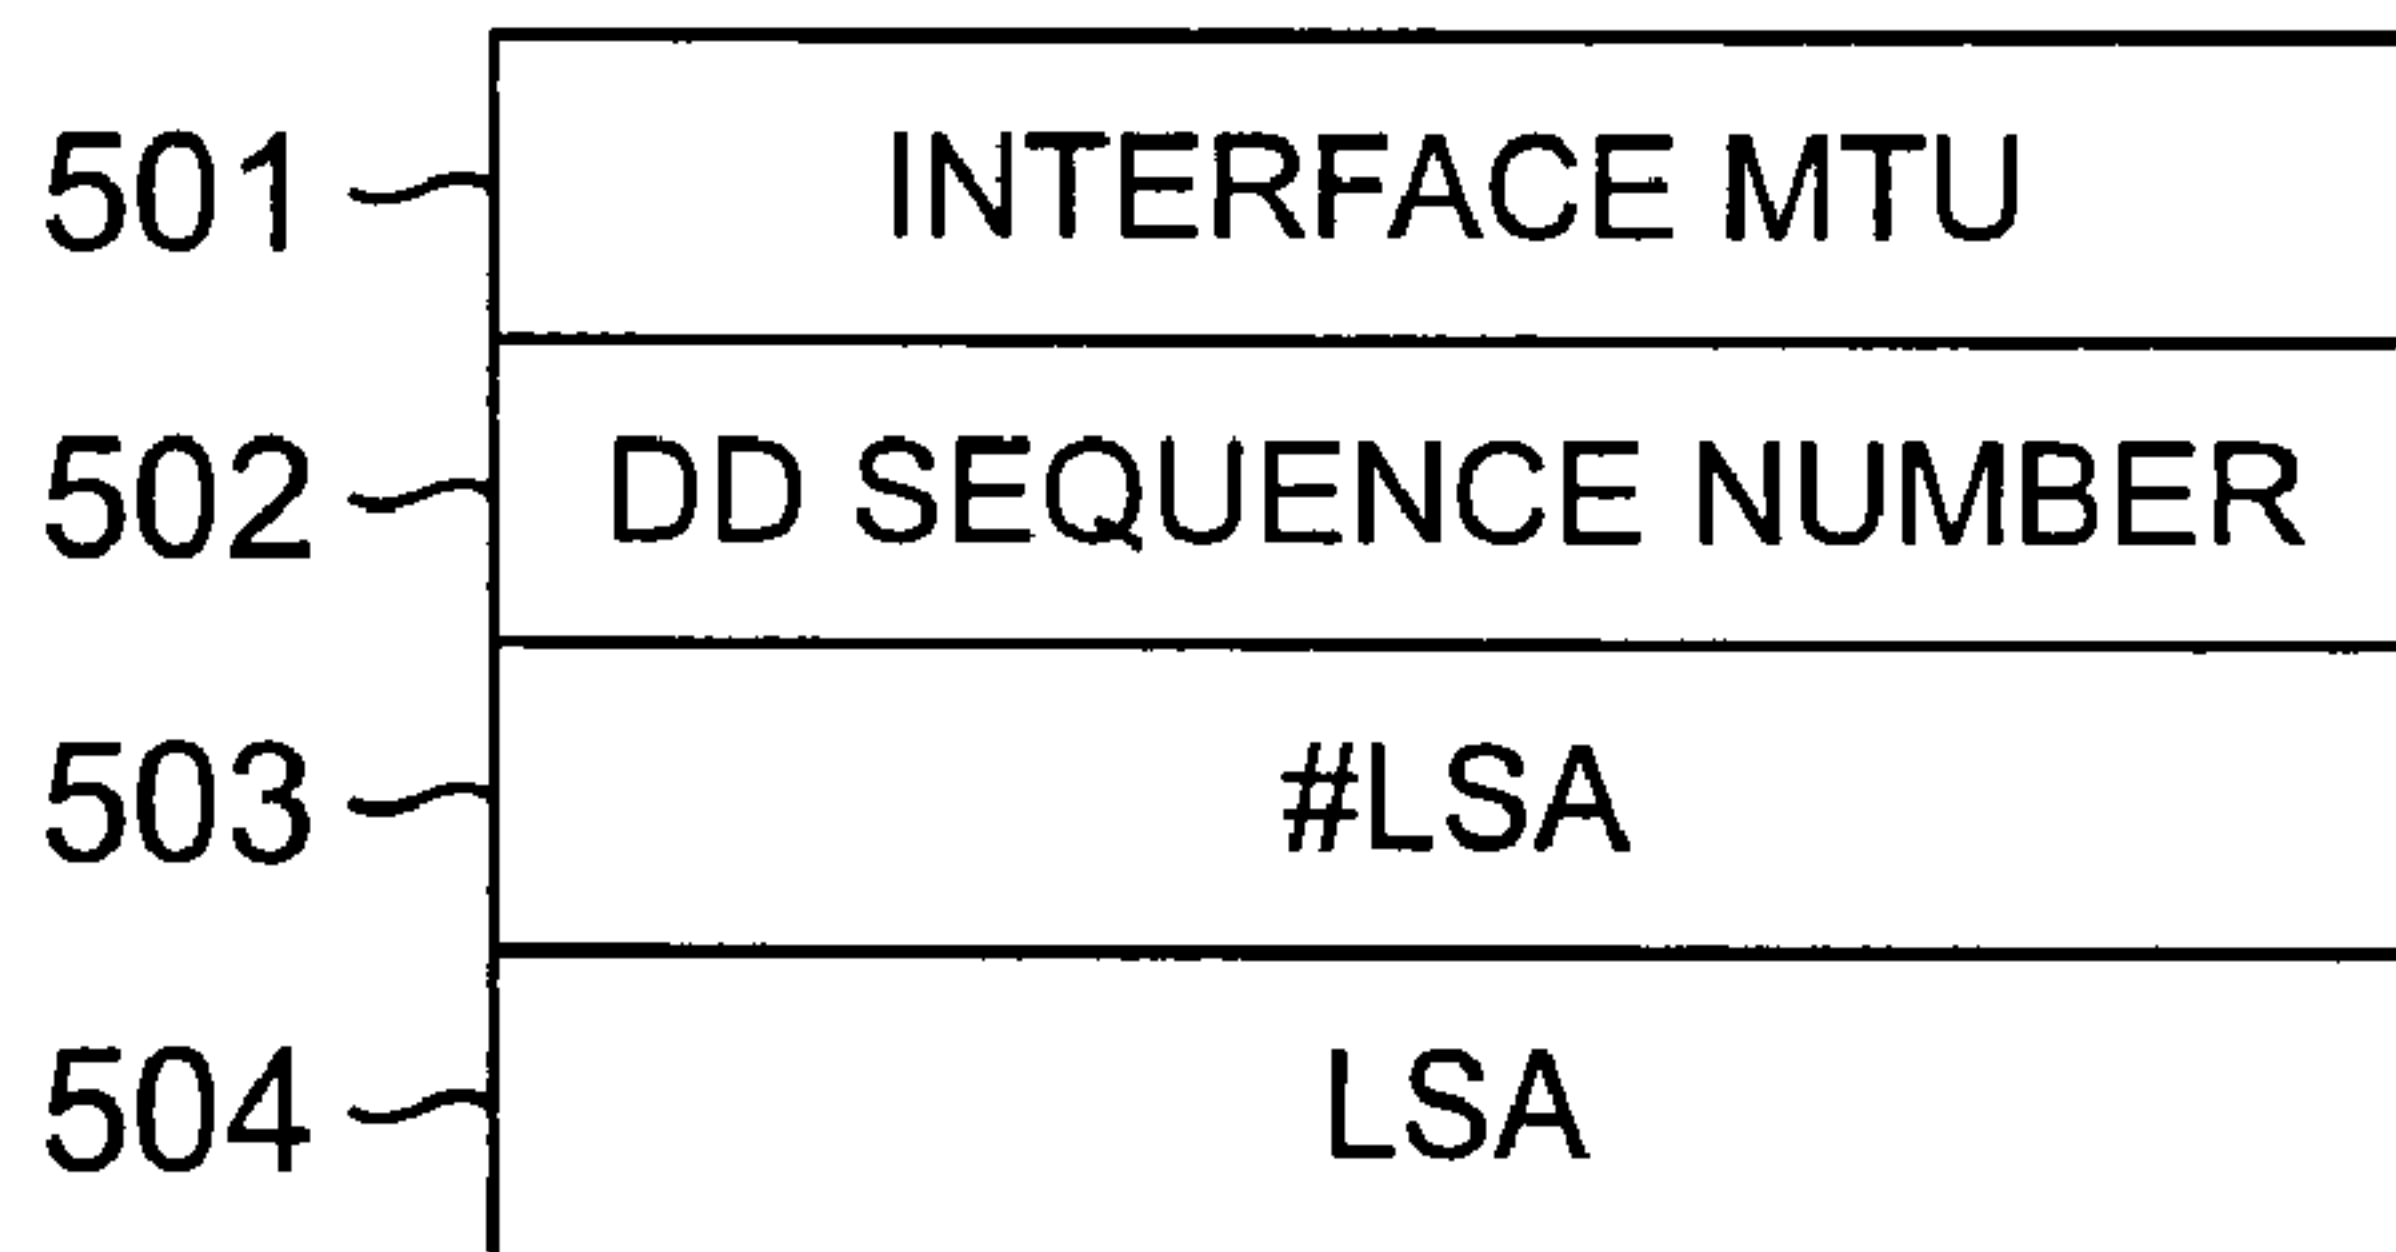 501 INTERFACE MTU
502 DD SEQUENCE NUMBER
503 #LSA
504 LSA